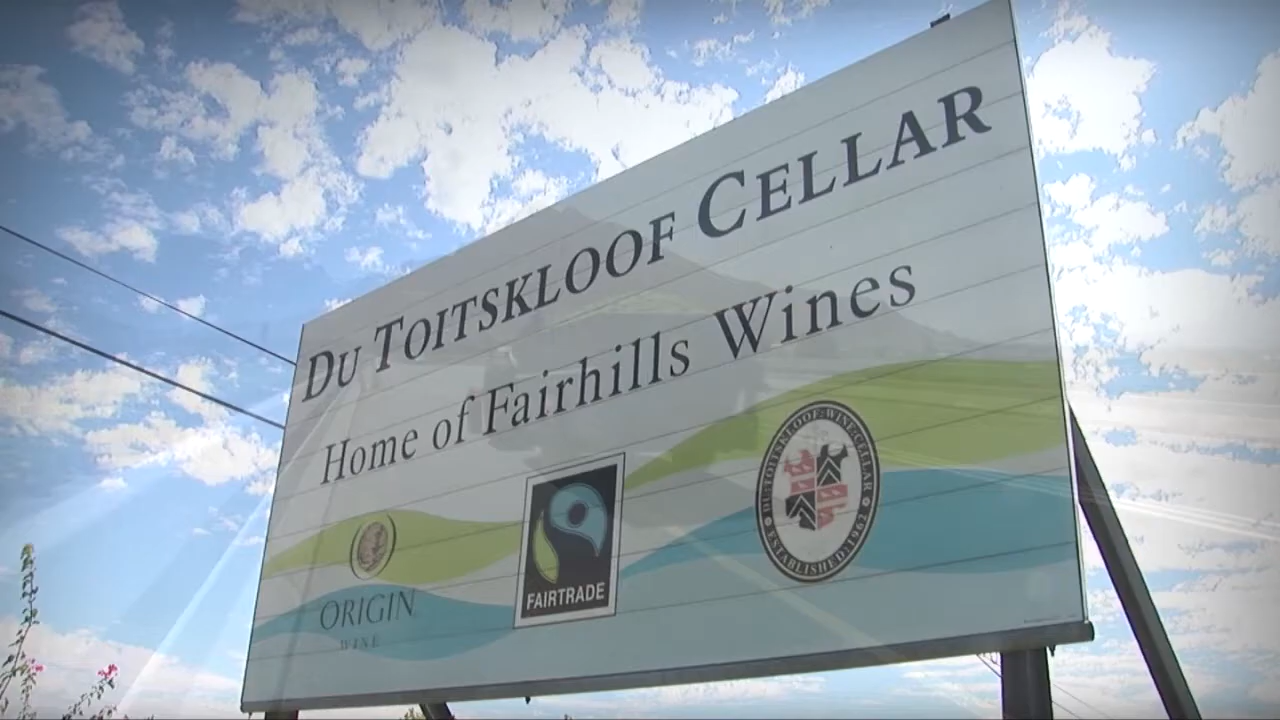 DU TOITSKLOOF CELLAR
Home of Fairhills Wines
ORIGIN
WINE
FAIRTRADE
DU TOITSKLOOF WINE CELLAR
ESTABLISHED 1962